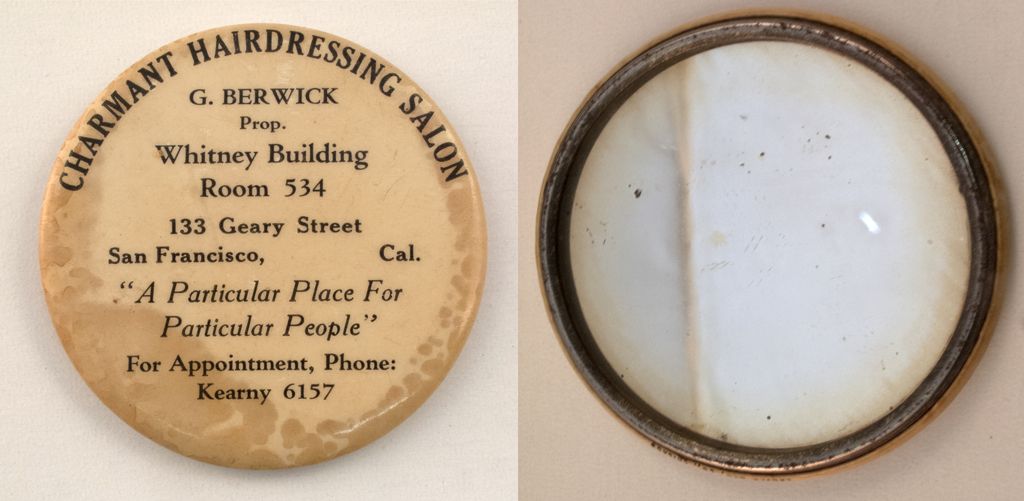 CHARMANT HAIRDRESSING SALON
G. BERWICK
Prop.
Whitney Building
Room 534
133 Geary Street
San Francisco, Cal.
"A Particular Place For
Particular People"
For Appointment, Phone:
Kearny 6157